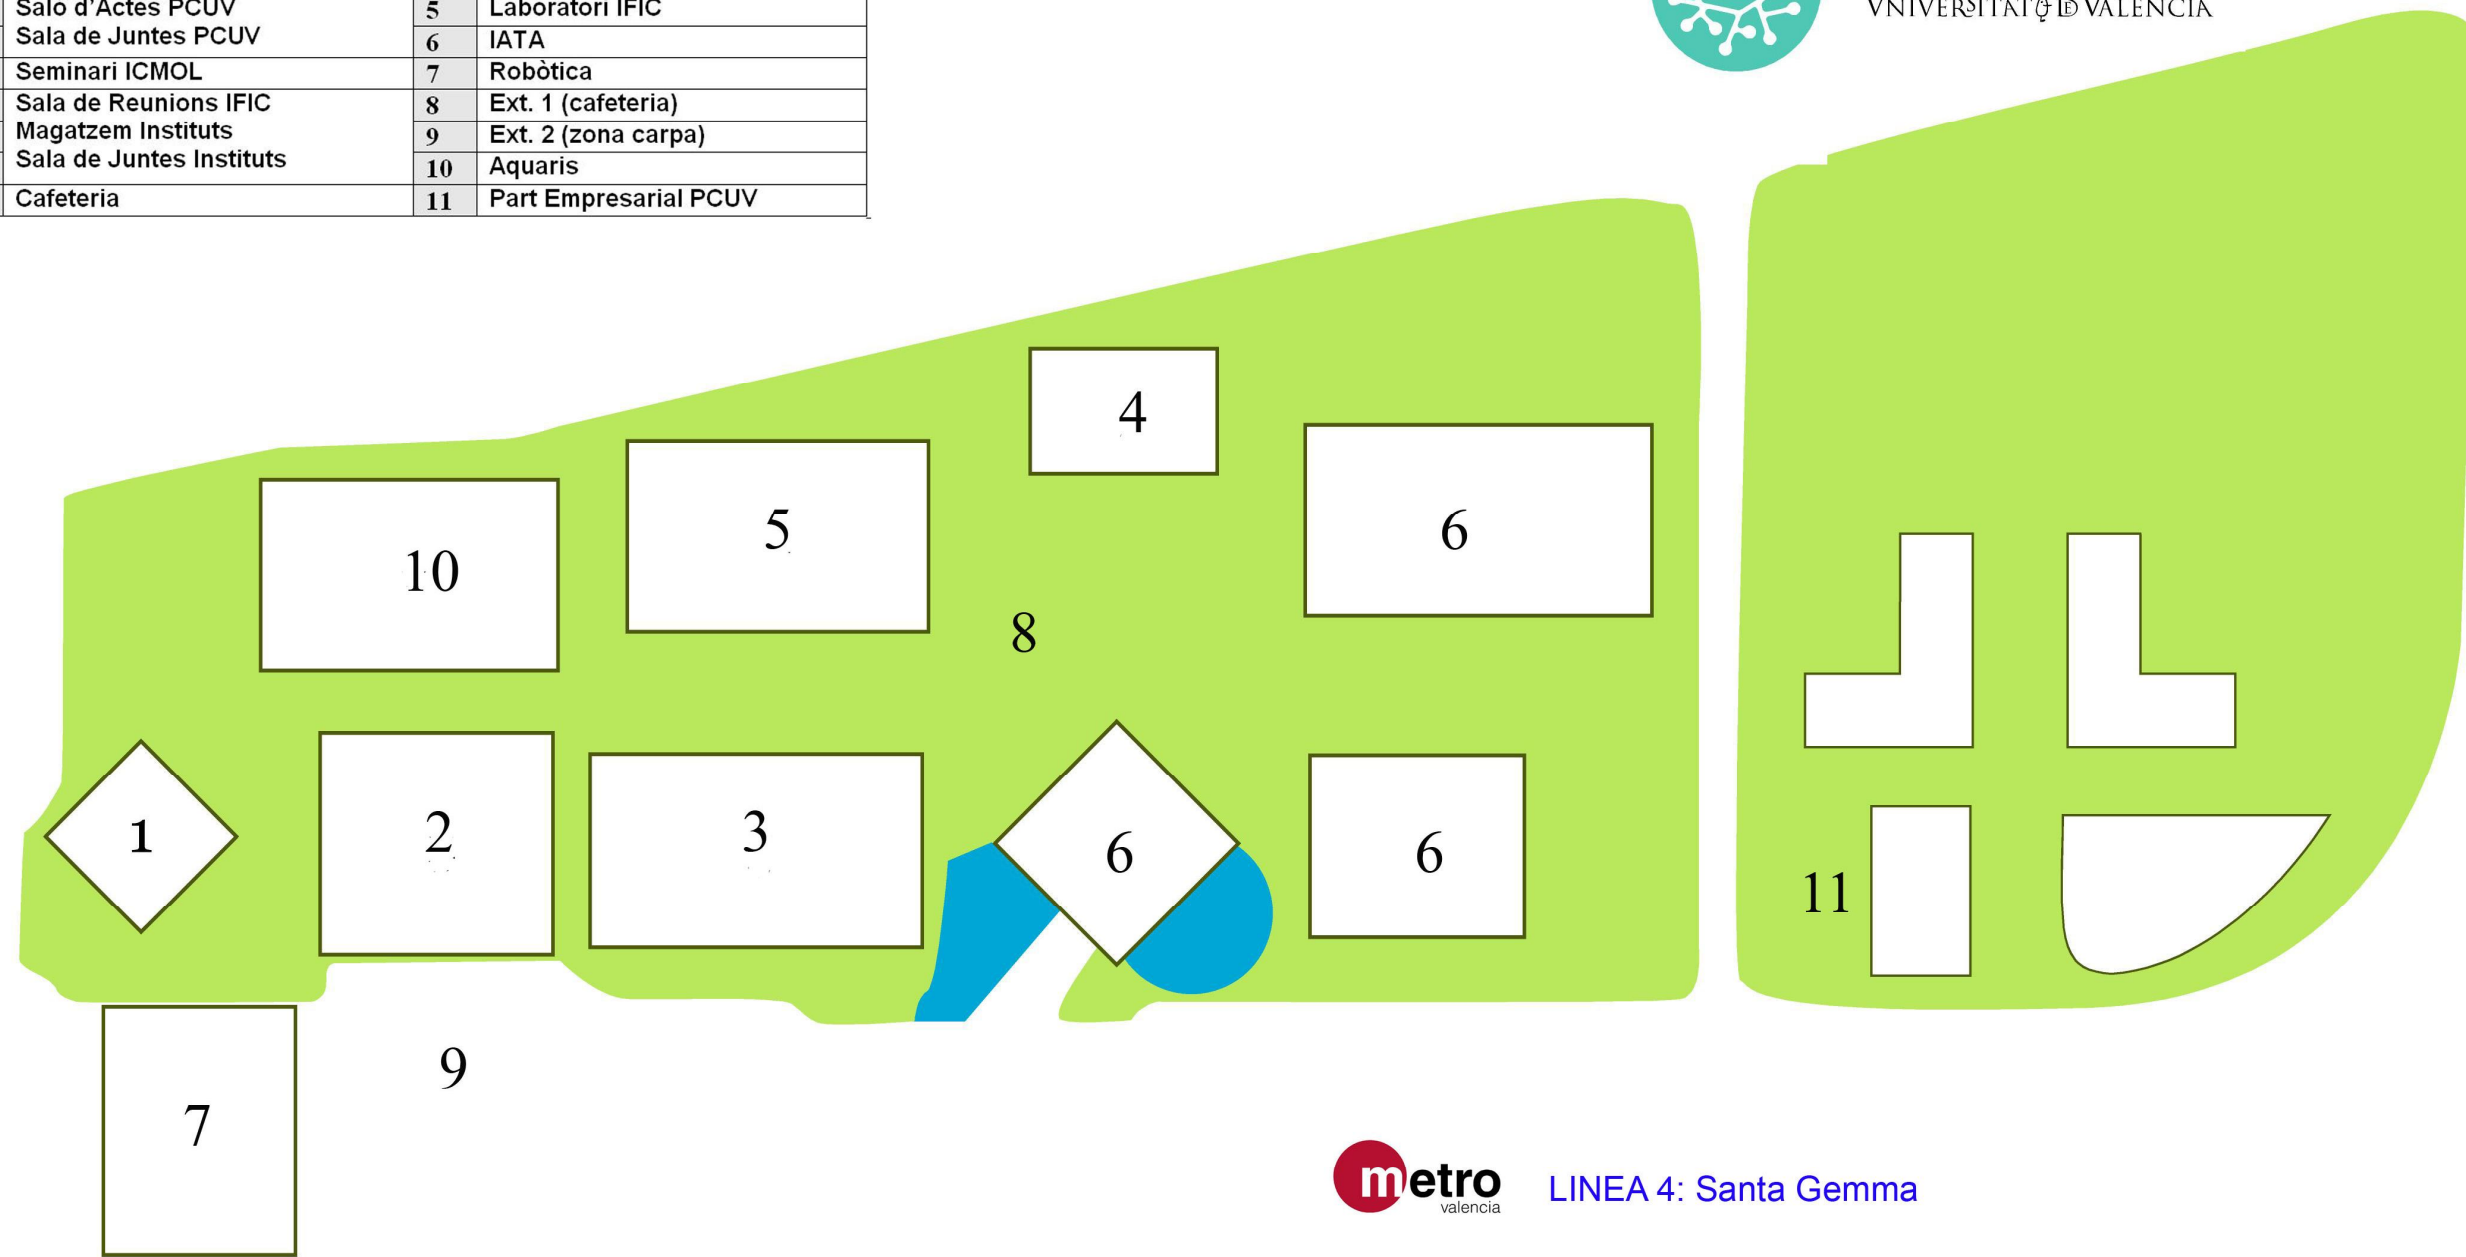 Saló d'Actes PCUV
5 Laboratori IFIC
Sala de Juntes PCUV
6 IATA
Seminari ICMOL
7 Robòtica
Sala de Reunions IFIC
8 Ext. 1 (cafeteria)
Magatzem Instituts
9 Ext. 2 (zona carpa)
Sala de Juntes Instituts
10 Aquaris
Cafeteria
11 Part Empresarial PCUV
VNIVERSITAT DE VALÈNCIA
4
5
6
10
8
1
2
3
6
6
11
9
7
metro
valencia
LINEA 4: Santa Gemma